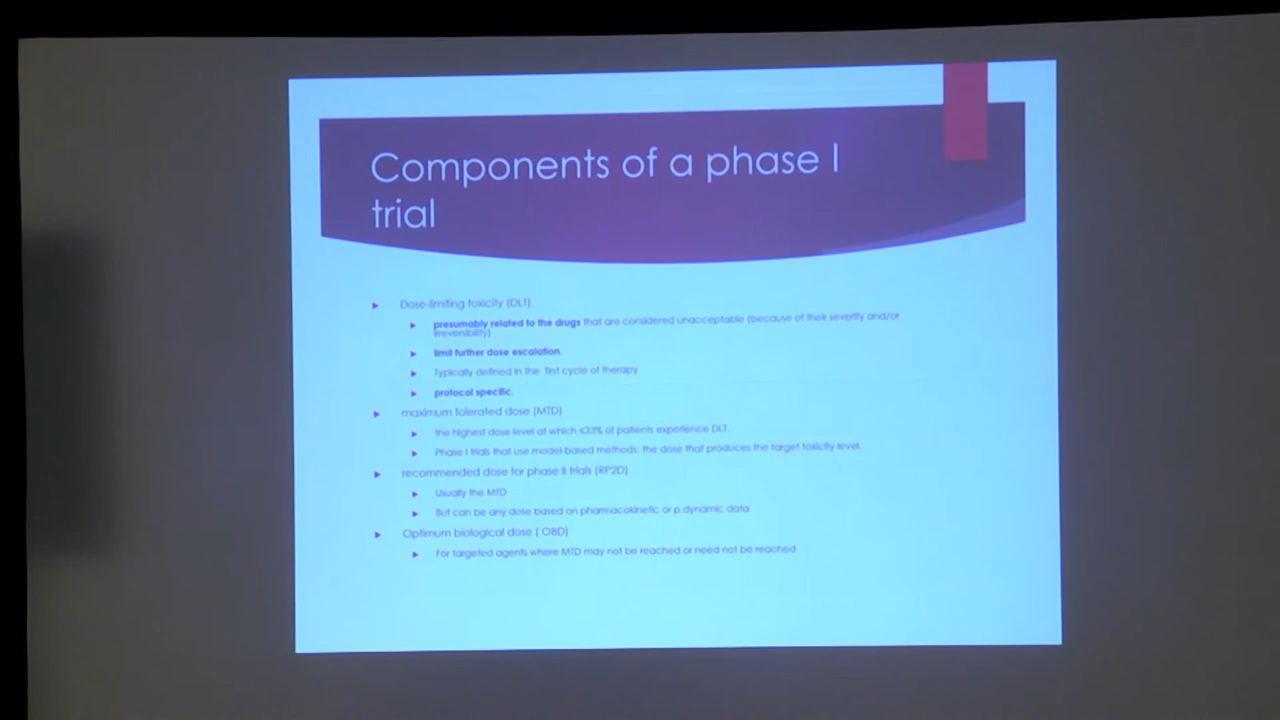 Components of a phase I
trial
Dose-limiting toxicity (DLT)
presumably related to the drugs that are considered unacceptable (because of their severity and/or
irreversibility)
limit further dose escalation.
Typically defined in the first cycle of therapy
protocol specific.
maximum tolerated dose (MTD)
the highest dose level at which ≤33% of patients experience DLT.
Phase I trials that use model-based methods: the dose that produces the target toxicity level.
recommended dose for phase II trials (RP2D)
Usually the MTD
But can be any dose based on pharmacokinetic or p.dynamic data
Optimum biological dose ( OBD)
For targeted agents where MTD may not be reached or need not be reached